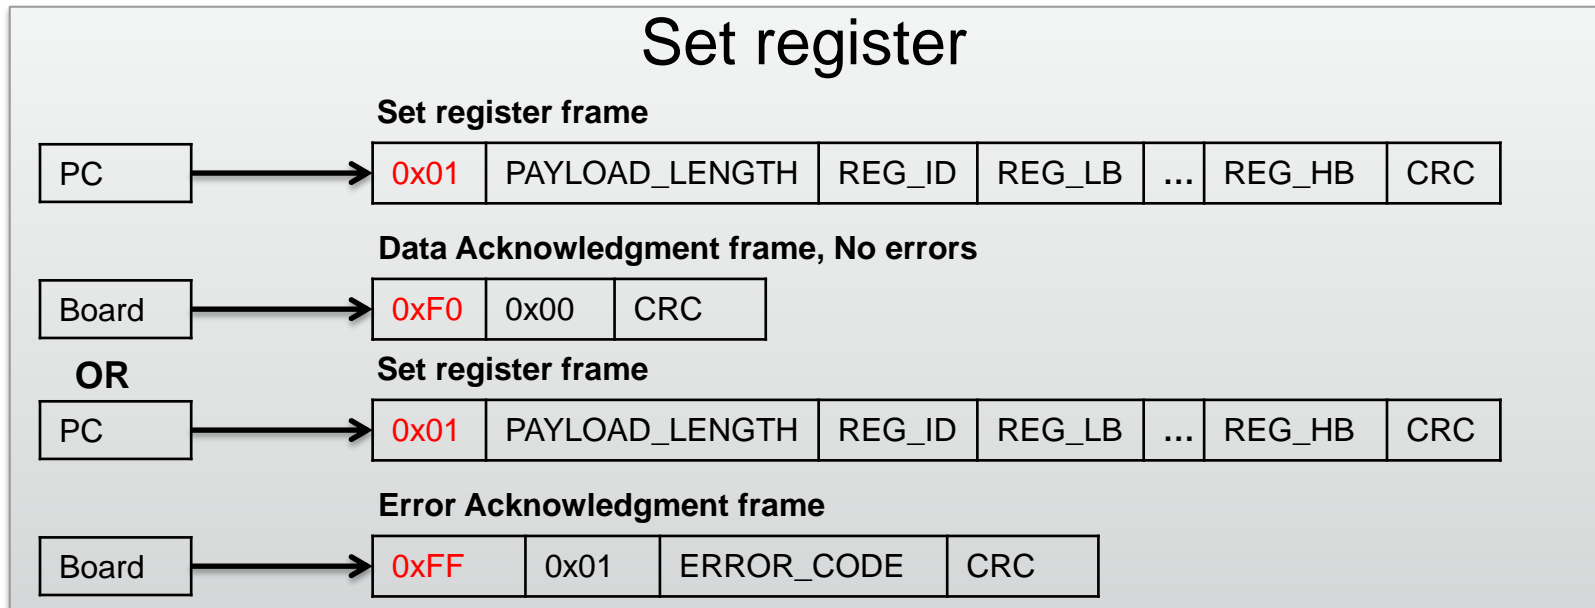 Set register
Set register frame
PC 0x01 PAYLOAD_LENGTH REG_ID REG_LB ... REG_HB CRC
Data Acknowledgment frame, No errors
Board 0xF0 0x00 CRC
OR Set register frame
PC 0x01 PAYLOAD_LENGTH REG_ID REG_LB ... REG_HB CRC
Error Acknowledgment frame
Board 0xFF 0x01 ERROR_CODE CRC